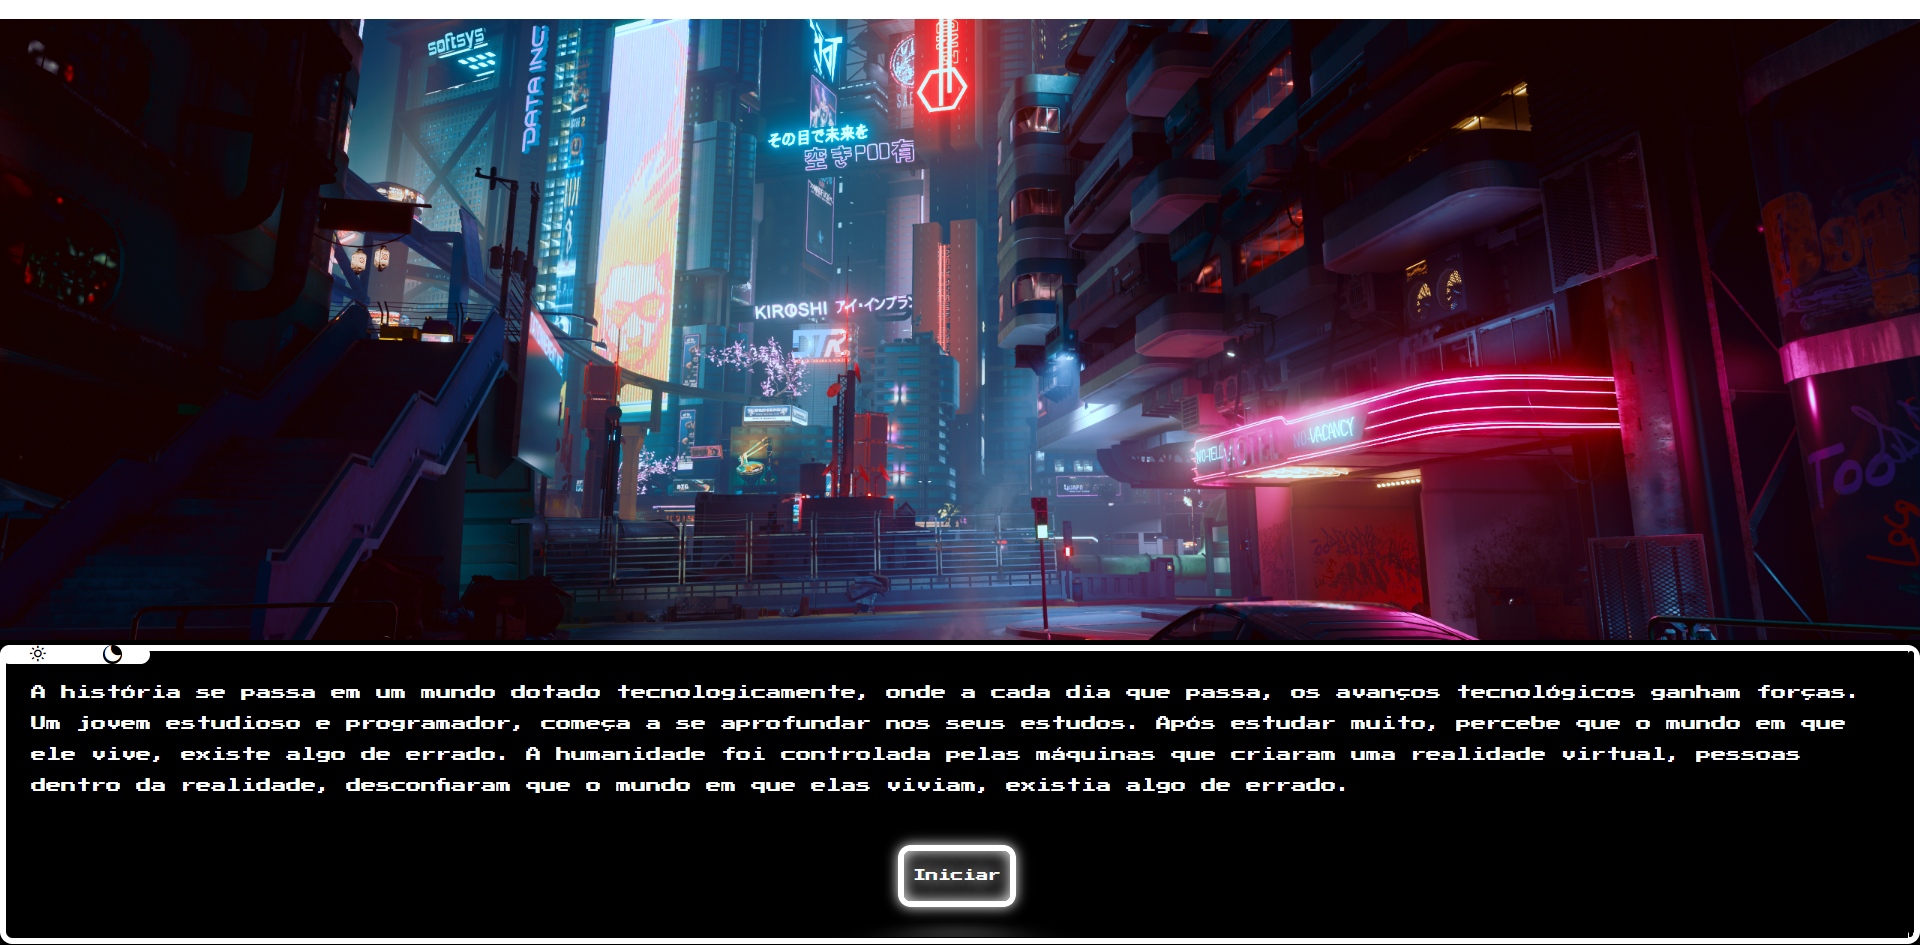 softsys
DATA INC
その目で未来を
空きPOD有
KIROSHI アイ・インプラン
NO-TELL MOTEL
NO-VACANCY
A história se passa em um mundo dotado tecnologicamente, onde a cada dia que passa, os avanços tecnológicos ganham forças.
Um jovem estudioso e programador, começa a se aprofundar nos seus estudos. Após estudar muito, percebe que o mundo em que
ele vive, existe algo de errado. A humanidade foi controlada pelas máquinas que criaram uma realidade virtual, pessoas
dentro da realidade, desconfiaram que o mundo em que elas viviam, existia algo de errado.
Iniciar